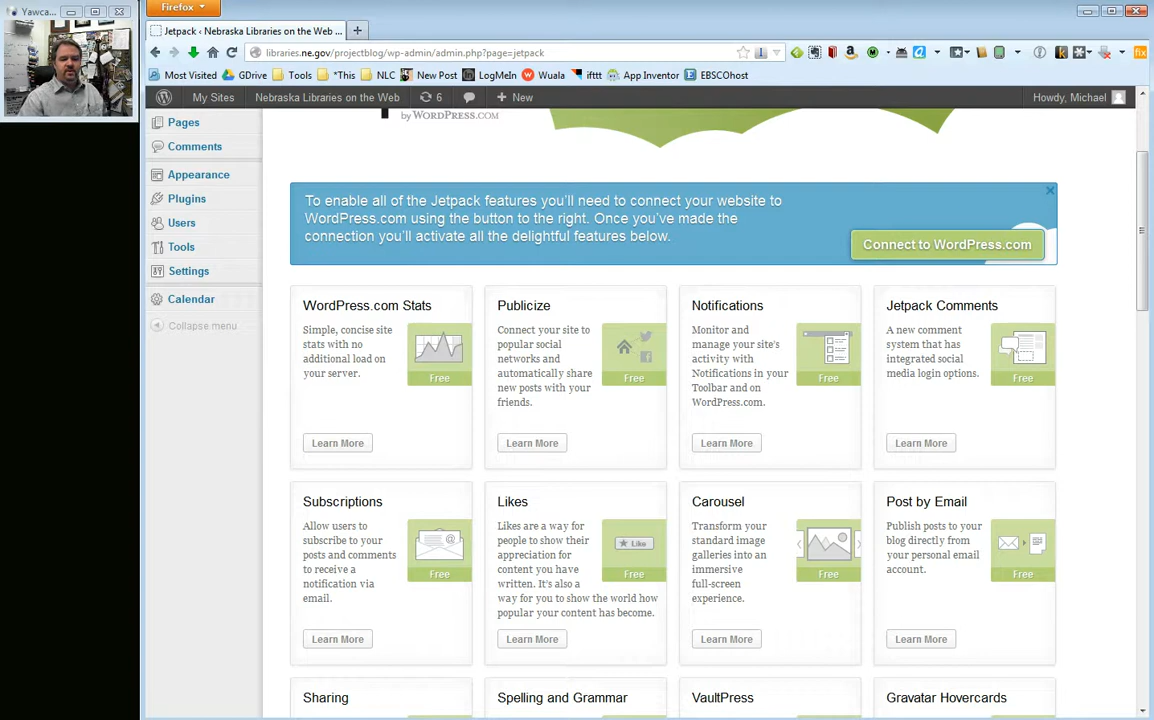 Yawca...
Firefox
Jetpack ‹ Nebraska Libraries on the Web ...
libraries.ne.gov/projectblog/wp-admin/admin.php?page=jetpack
Most Visited GDrive Tools *This NLC New Post LogMeIn Wuala ifttt App Inventor EBSCOhost
My Sites Nebraska Libraries on the Web 6 + New Howdy, Michael
Pages
Comments
Appearance
Plugins
Users
Tools
Settings
Calendar
Collapse menu
by WORDPRESS.COM
To enable all of the Jetpack features you'll need to connect your website to
WordPress.com using the button to the right. Once you've made the
connection you'll activate all the delightful features below.
Connect to WordPress.com
WordPress.com Stats
Simple, concise site
stats with no
additional load on
your server.
Free
Learn More
Publicize
Connect your site to
popular social
networks and
automatically share
new posts with your
friends.
Free
Learn More
Notifications
Monitor and
manage your site's
activity with
Notifications in your
Toolbar and on
WordPress.com.
Free
Learn More
Jetpack Comments
A new comment
system that has
integrated social
media login options.
Free
Learn More
Subscriptions
Allow users to
subscribe to your
posts and comments
to receive a
notification via
email.
Free
Learn More
Likes
Likes are a way for
people to show their
appreciation for
content you have
written. It's also a
way for you to show the world how
popular your content has become.
Like
Free
Learn More
Carousel
Transform your
standard image
galleries into an
immersive
full-screen
experience.
Free
Learn More
Post by Email
Publish posts to your
blog directly from
your personal email
account.
Free
Learn More
Sharing
Spelling and Grammar
VaultPress
Gravatar Hovercards